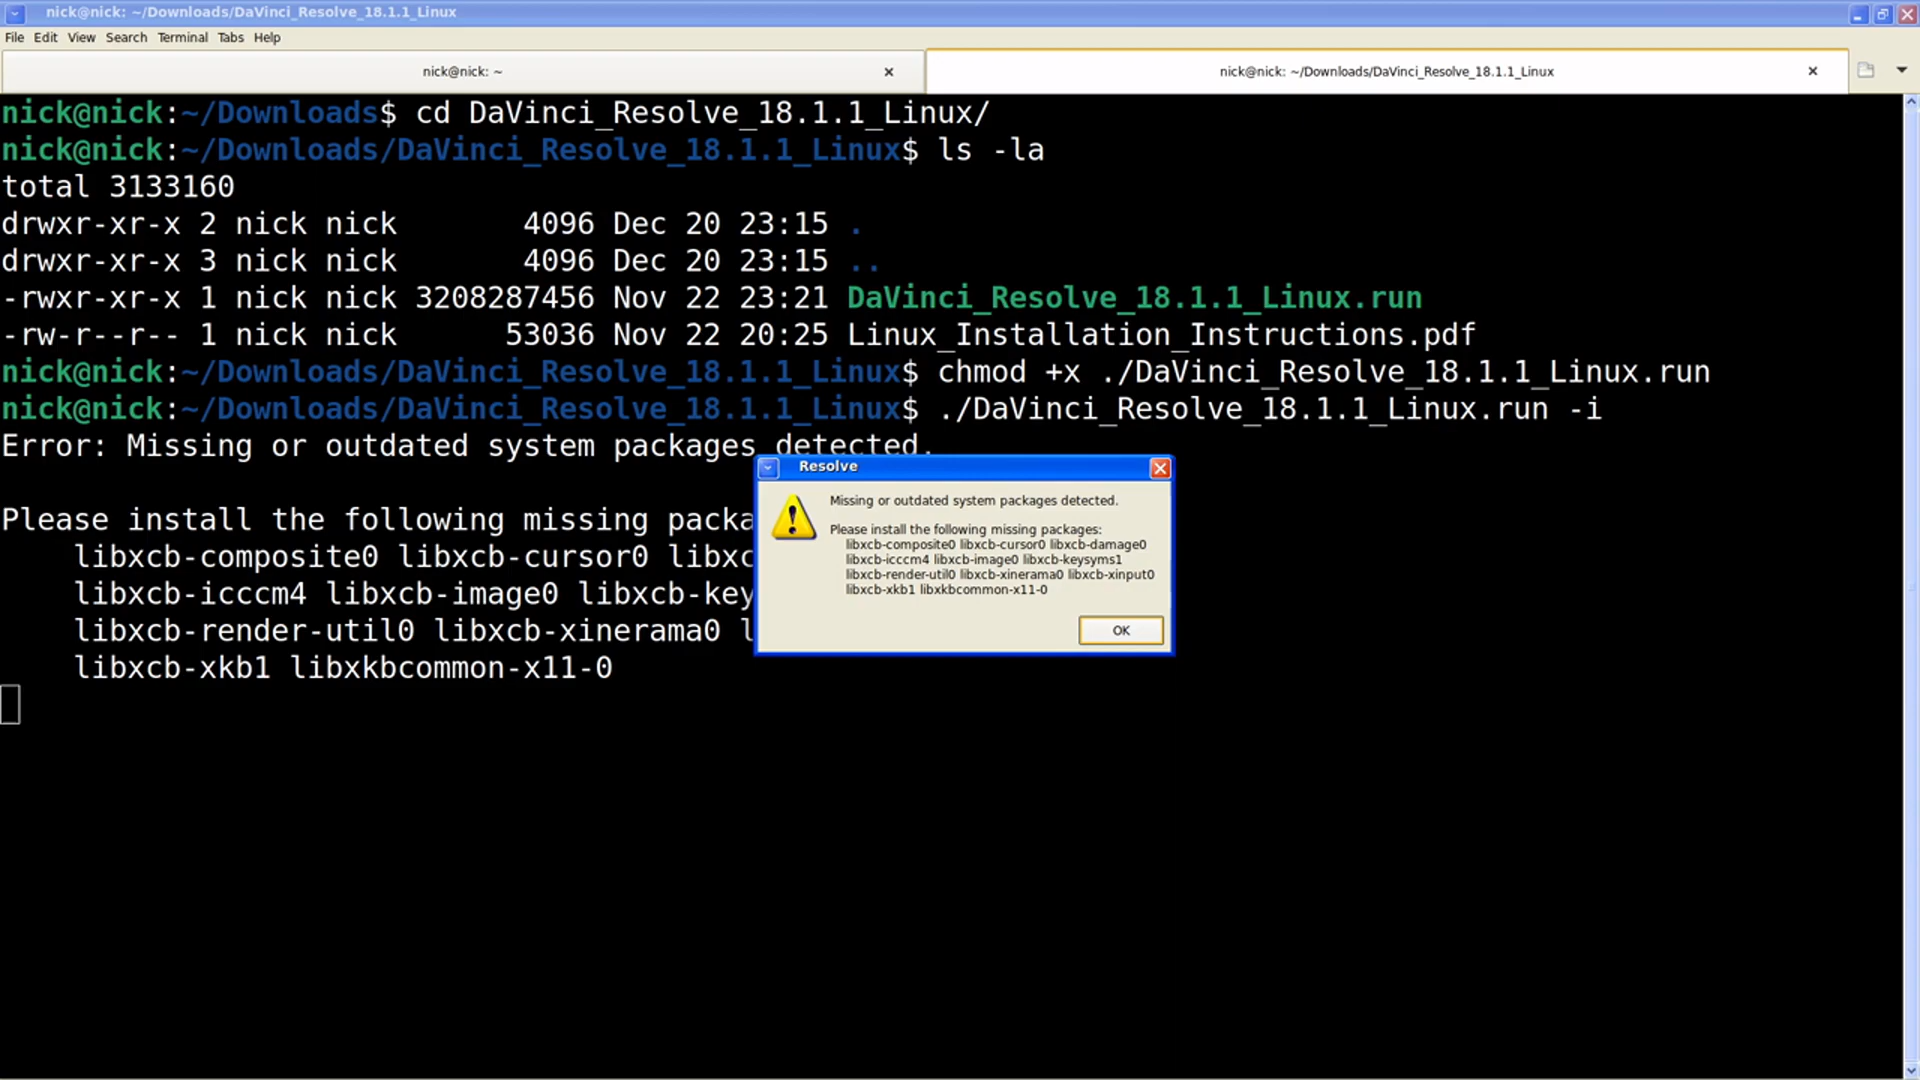 nick@nick: ~/Downloads/DaVinci_Resolve_18.1.1_Linux
File Edit View Search Terminal Tabs Help
nick@nick: ~
nick@nick: ~/Downloads/DaVinci_Resolve_18.1.1_Linux
nick@nick:~/Downloads$ cd DaVinci_Resolve_18.1.1_Linux/
nick@nick:~/Downloads/DaVinci_Resolve_18.1.1_Linux$ ls -la
total 3133160
drwxr-xr-x 2 nick nick 4096 Dec 20 23:15 .
drwxr-xr-x 3 nick nick 4096 Dec 20 23:15 ..
-rwxr-xr-x 1 nick nick 3208287456 Nov 22 23:21 DaVinci_Resolve_18.1.1_Linux.run
-rw-r--r-- 1 nick nick 53036 Nov 22 20:25 Linux_Installation_Instructions.pdf
nick@nick:~/Downloads/DaVinci_Resolve_18.1.1_Linux$ chmod +x ./DaVinci_Resolve_18.1.1_Linux.run
nick@nick:~/Downloads/DaVinci_Resolve_18.1.1_Linux$ ./DaVinci_Resolve_18.1.1_Linux.run -i
Error: Missing or outdated system packages detected.
Please install the following missing packa
libxcb-composite0 libxcb-cursor0 libxc
libxcb-icccm4 libxcb-image0 libxcb-key
libxcb-render-util0 libxcb-xinerama0 l
libxcb-xkb1 libxkbcommon-x11-0
Resolve
Missing or outdated system packages detected.
Please install the following missing packages:
libxcb-composite0 libxcb-cursor0 libxcb-damage0
libxcb-icccm4 libxcb-image0 libxcb-keysyms1
libxcb-render-util0 libxcb-xinerama0 libxcb-xinput0
libxcb-xkb1 libxkbcommon-x11-0
OK